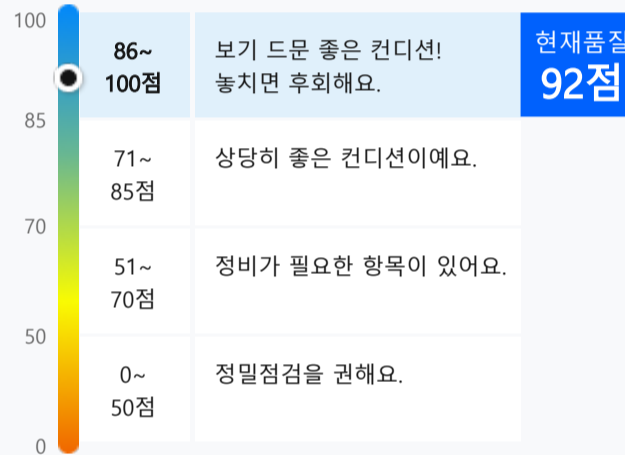 100
86~
100점
보기 드문 좋은 컨디션!
놓치면 후회해요.
현재품질
92점
85
71~
85점
상당히 좋은 컨디션이예요.
70
51~
70점
정비가 필요한 항목이 있어요.
50
0~
50점
정밀점검을 권해요.
0